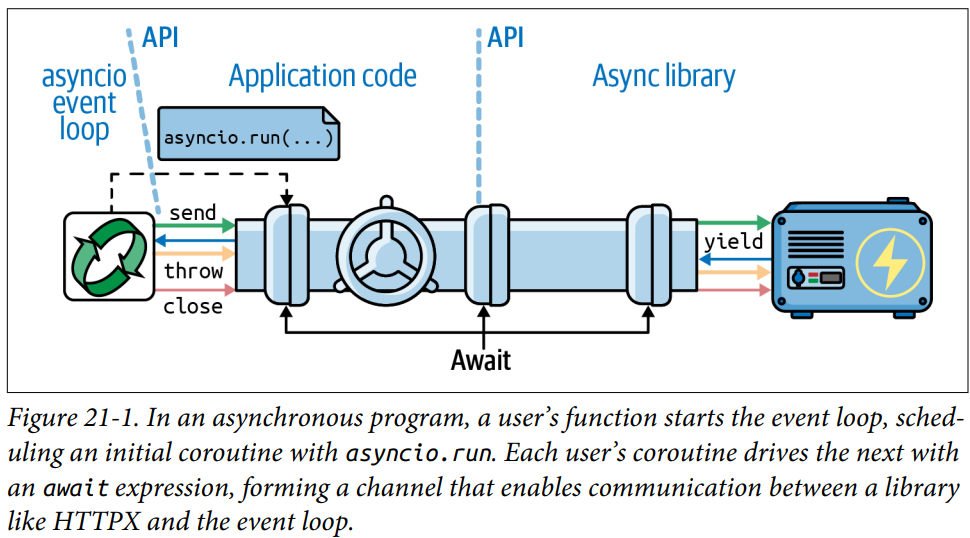 API
API
asyncio
event
loop
Application code
Async library
asyncio.run(...)
send
throw
close
yield
Await
Figure 21-1. In an asynchronous program, a user’s function starts the event loop, sched-
uling an initial coroutine with asyncio.run. Each user’s coroutine drives the next with
an await expression, forming a channel that enables communication between a library
like HTTPX and the event loop.